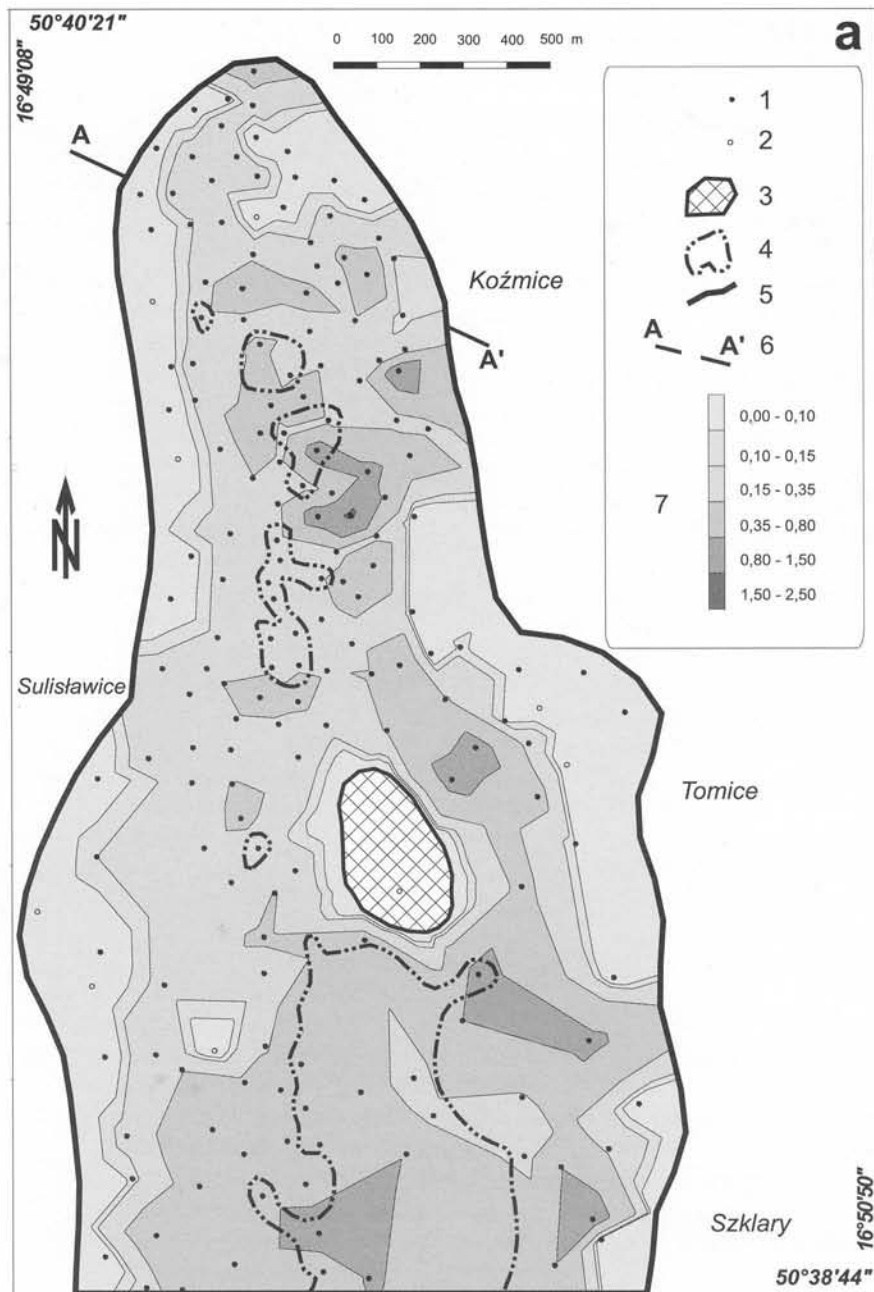 50°40'21"
16°49'08"
0 100 200 300 400 500 m
a
A
1
2
3
4
5
A A' 6
7
0,00 - 0,10
0,10 - 0,15
0,15 - 0,35
0,35 - 0,80
0,80 - 1,50
1,50 - 2,50
Koźmice
A'
N
Sulisławice
Tomice
Szklary
16°50'50"
50°38'44"